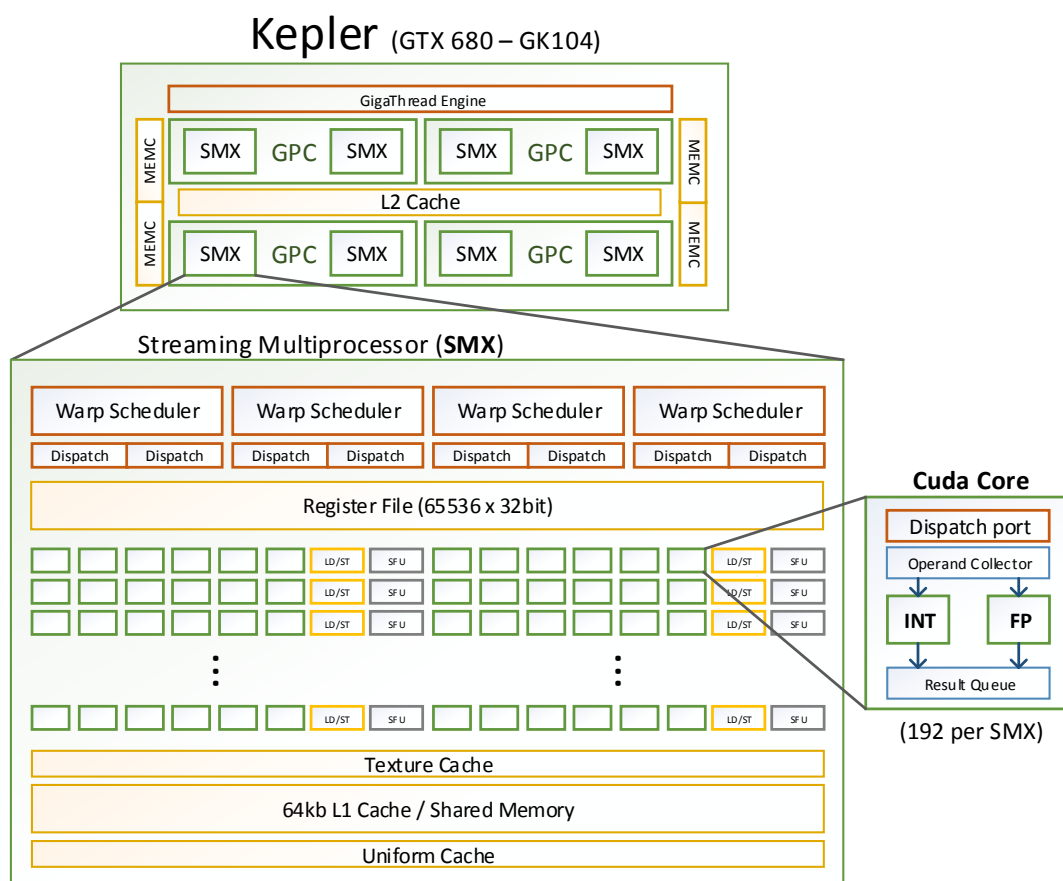 Kepler (GTX 680 – GK104)
GigaThread Engine
MEMC
SMX GPC SMX
SMX GPC SMX
MEMC
L2 Cache
MEMC
SMX GPC SMX
SMX GPC SMX
MEMC
Streaming Multiprocessor (SMX)
Warp Scheduler Warp Scheduler Warp Scheduler Warp Scheduler
Dispatch Dispatch Dispatch Dispatch Dispatch Dispatch Dispatch Dispatch
Register File (65536 x 32bit)
LD/ST SFU LD/ST SFU
LD/ST SFU LD/ST SFU
LD/ST SFU LD/ST SFU
LD/ST SFU LD/ST SFU
Texture Cache
64kb L1 Cache / Shared Memory
Uniform Cache
Cuda Core
Dispatch port
Operand Collector
INT FP
Result Queue
(192 per SMX)